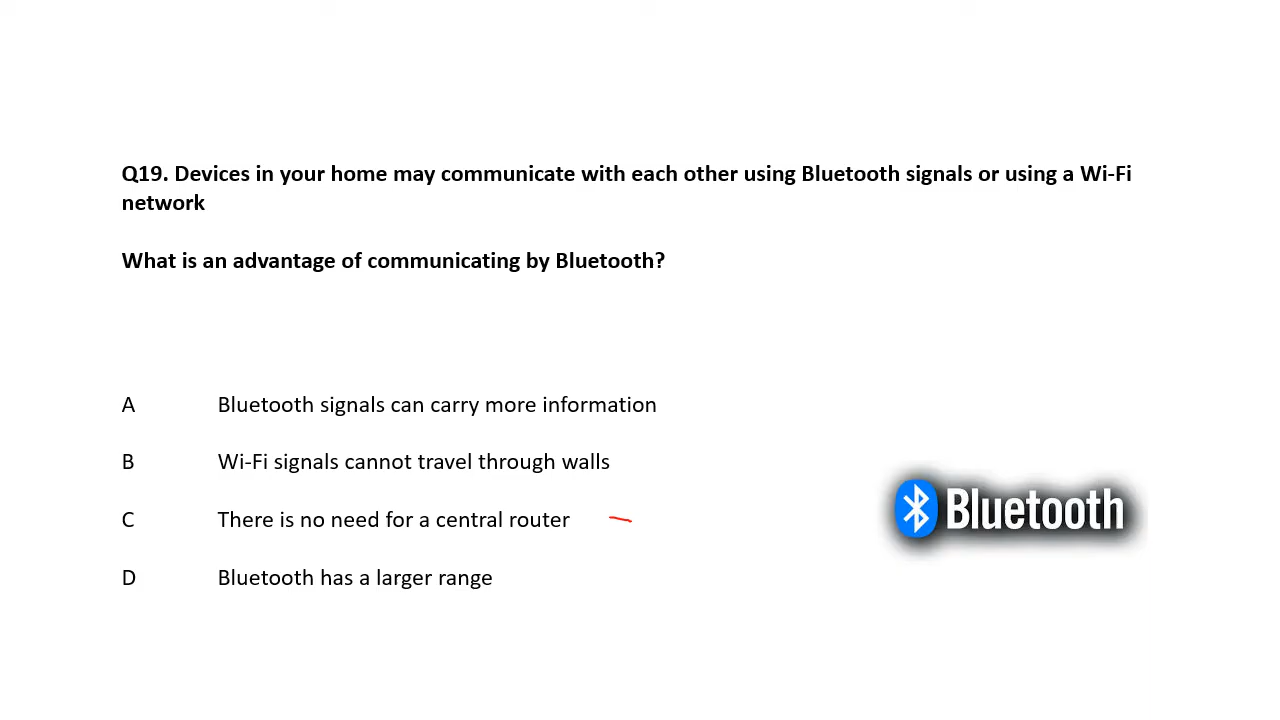 Q19. Devices in your home may communicate with each other using Bluetooth signals or using a Wi-Fi
network
What is an advantage of communicating by Bluetooth?
A Bluetooth signals can carry more information
B Wi-Fi signals cannot travel through walls
C There is no need for a central router
D Bluetooth has a larger range
Bluetooth